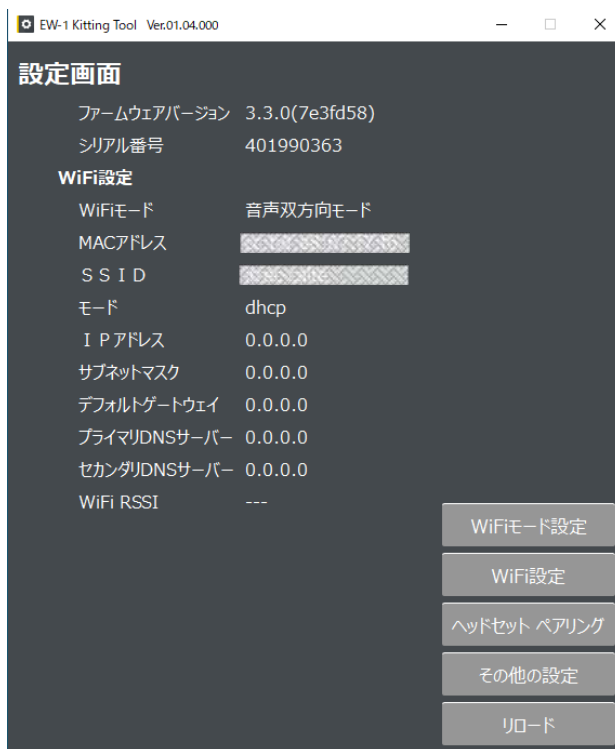 EW-1 Kitting Tool Ver.01.04.000
設定画面
ファームウェアバージョン 3.3.0(7e3fd58)
シリアル番号 401990363
WiFi設定
WiFiモード 音声双方向モード
MACアドレス
ＳＳＩＤ
モード dhcp
ＩＰアドレス 0.0.0.0
サブネットマスク 0.0.0.0
デフォルトゲートウェイ 0.0.0.0
プライマリDNSサーバー 0.0.0.0
セカンダリDNSサーバー 0.0.0.0
WiFi RSSI ---
WiFiモード設定
WiFi設定
ヘッドセット ペアリング
その他の設定
リロード